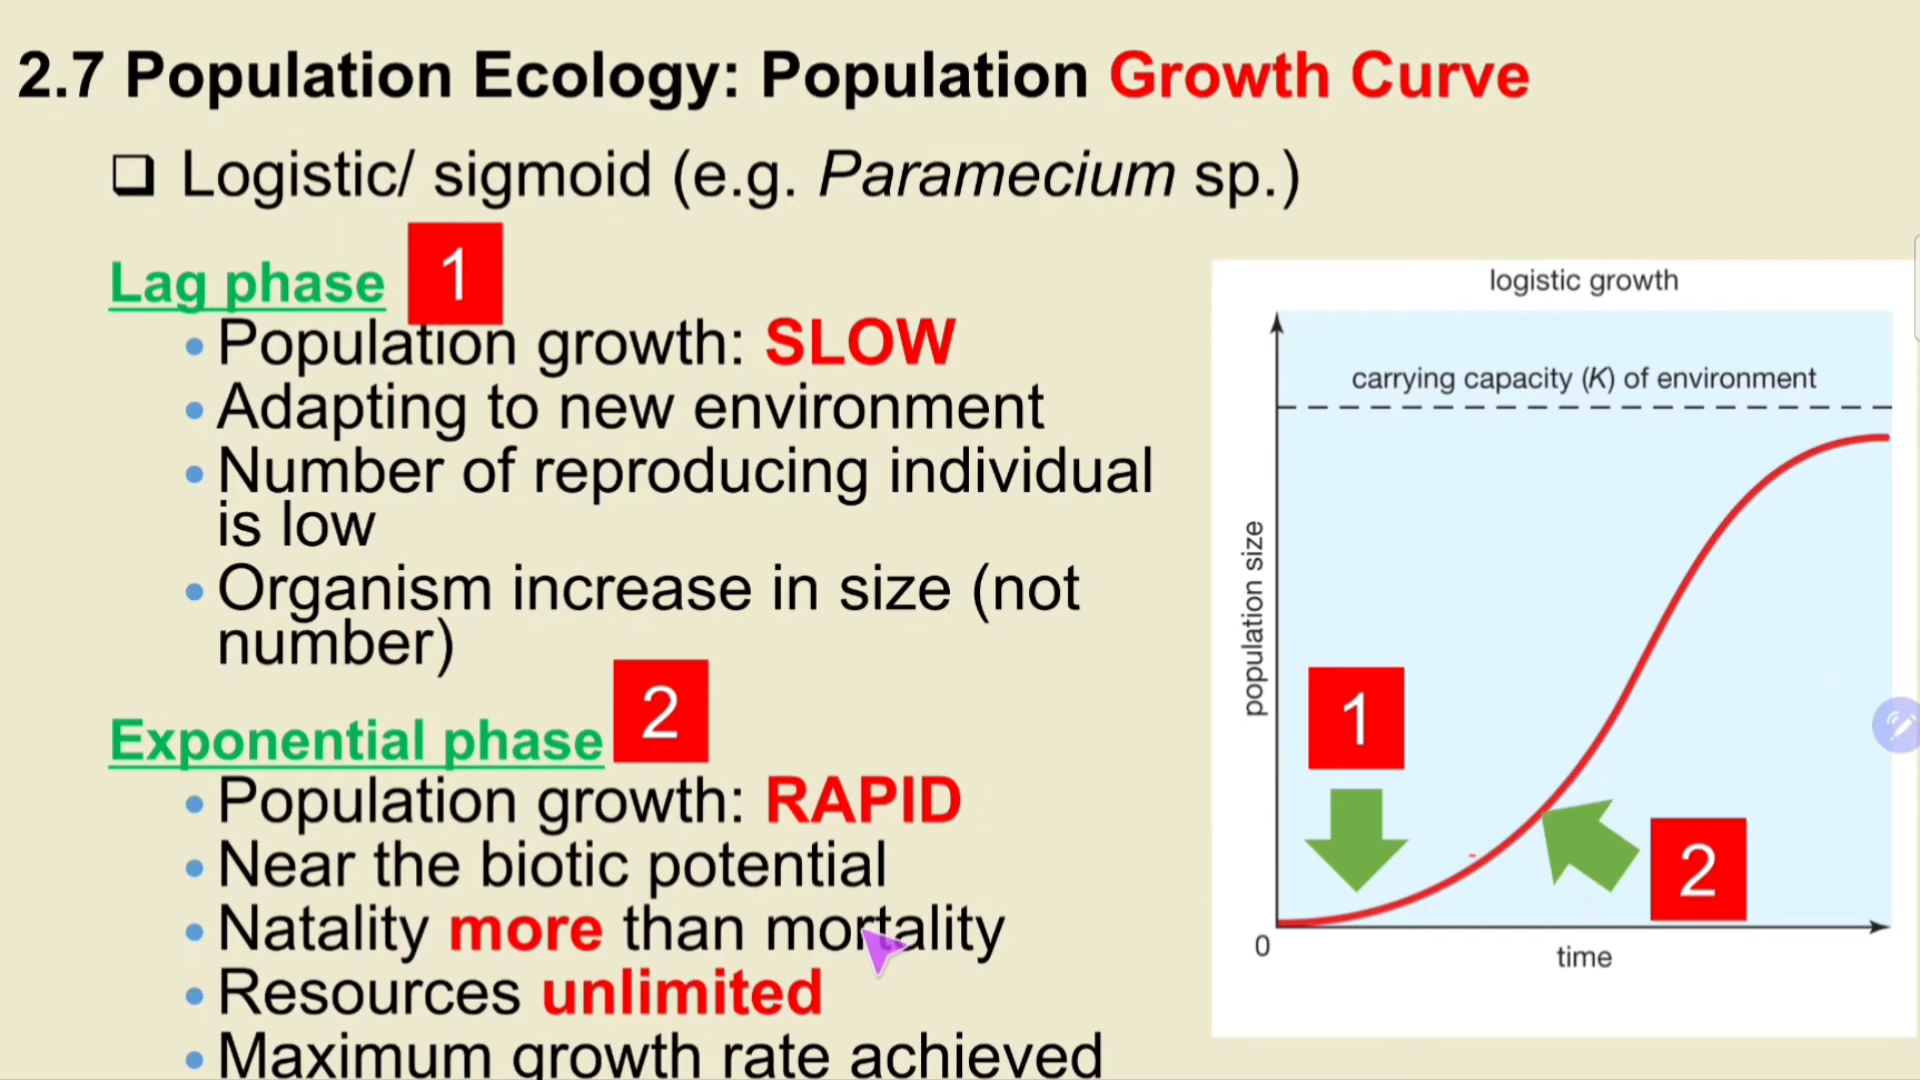 2.7 Population Ecology: Population Growth Curve
Logistic/ sigmoid (e.g. Paramecium sp.)
Lag phase 1
Population growth: SLOW
Adapting to new environment
Number of reproducing individual
is low
Organism increase in size (not
number)
Exponential phase 2
Population growth: RAPID
Near the biotic potential
Natality more than mortality
Resources unlimited
Maximum growth rate achieved
logistic growth
carrying capacity (K) of environment
population size
1
2
0
time